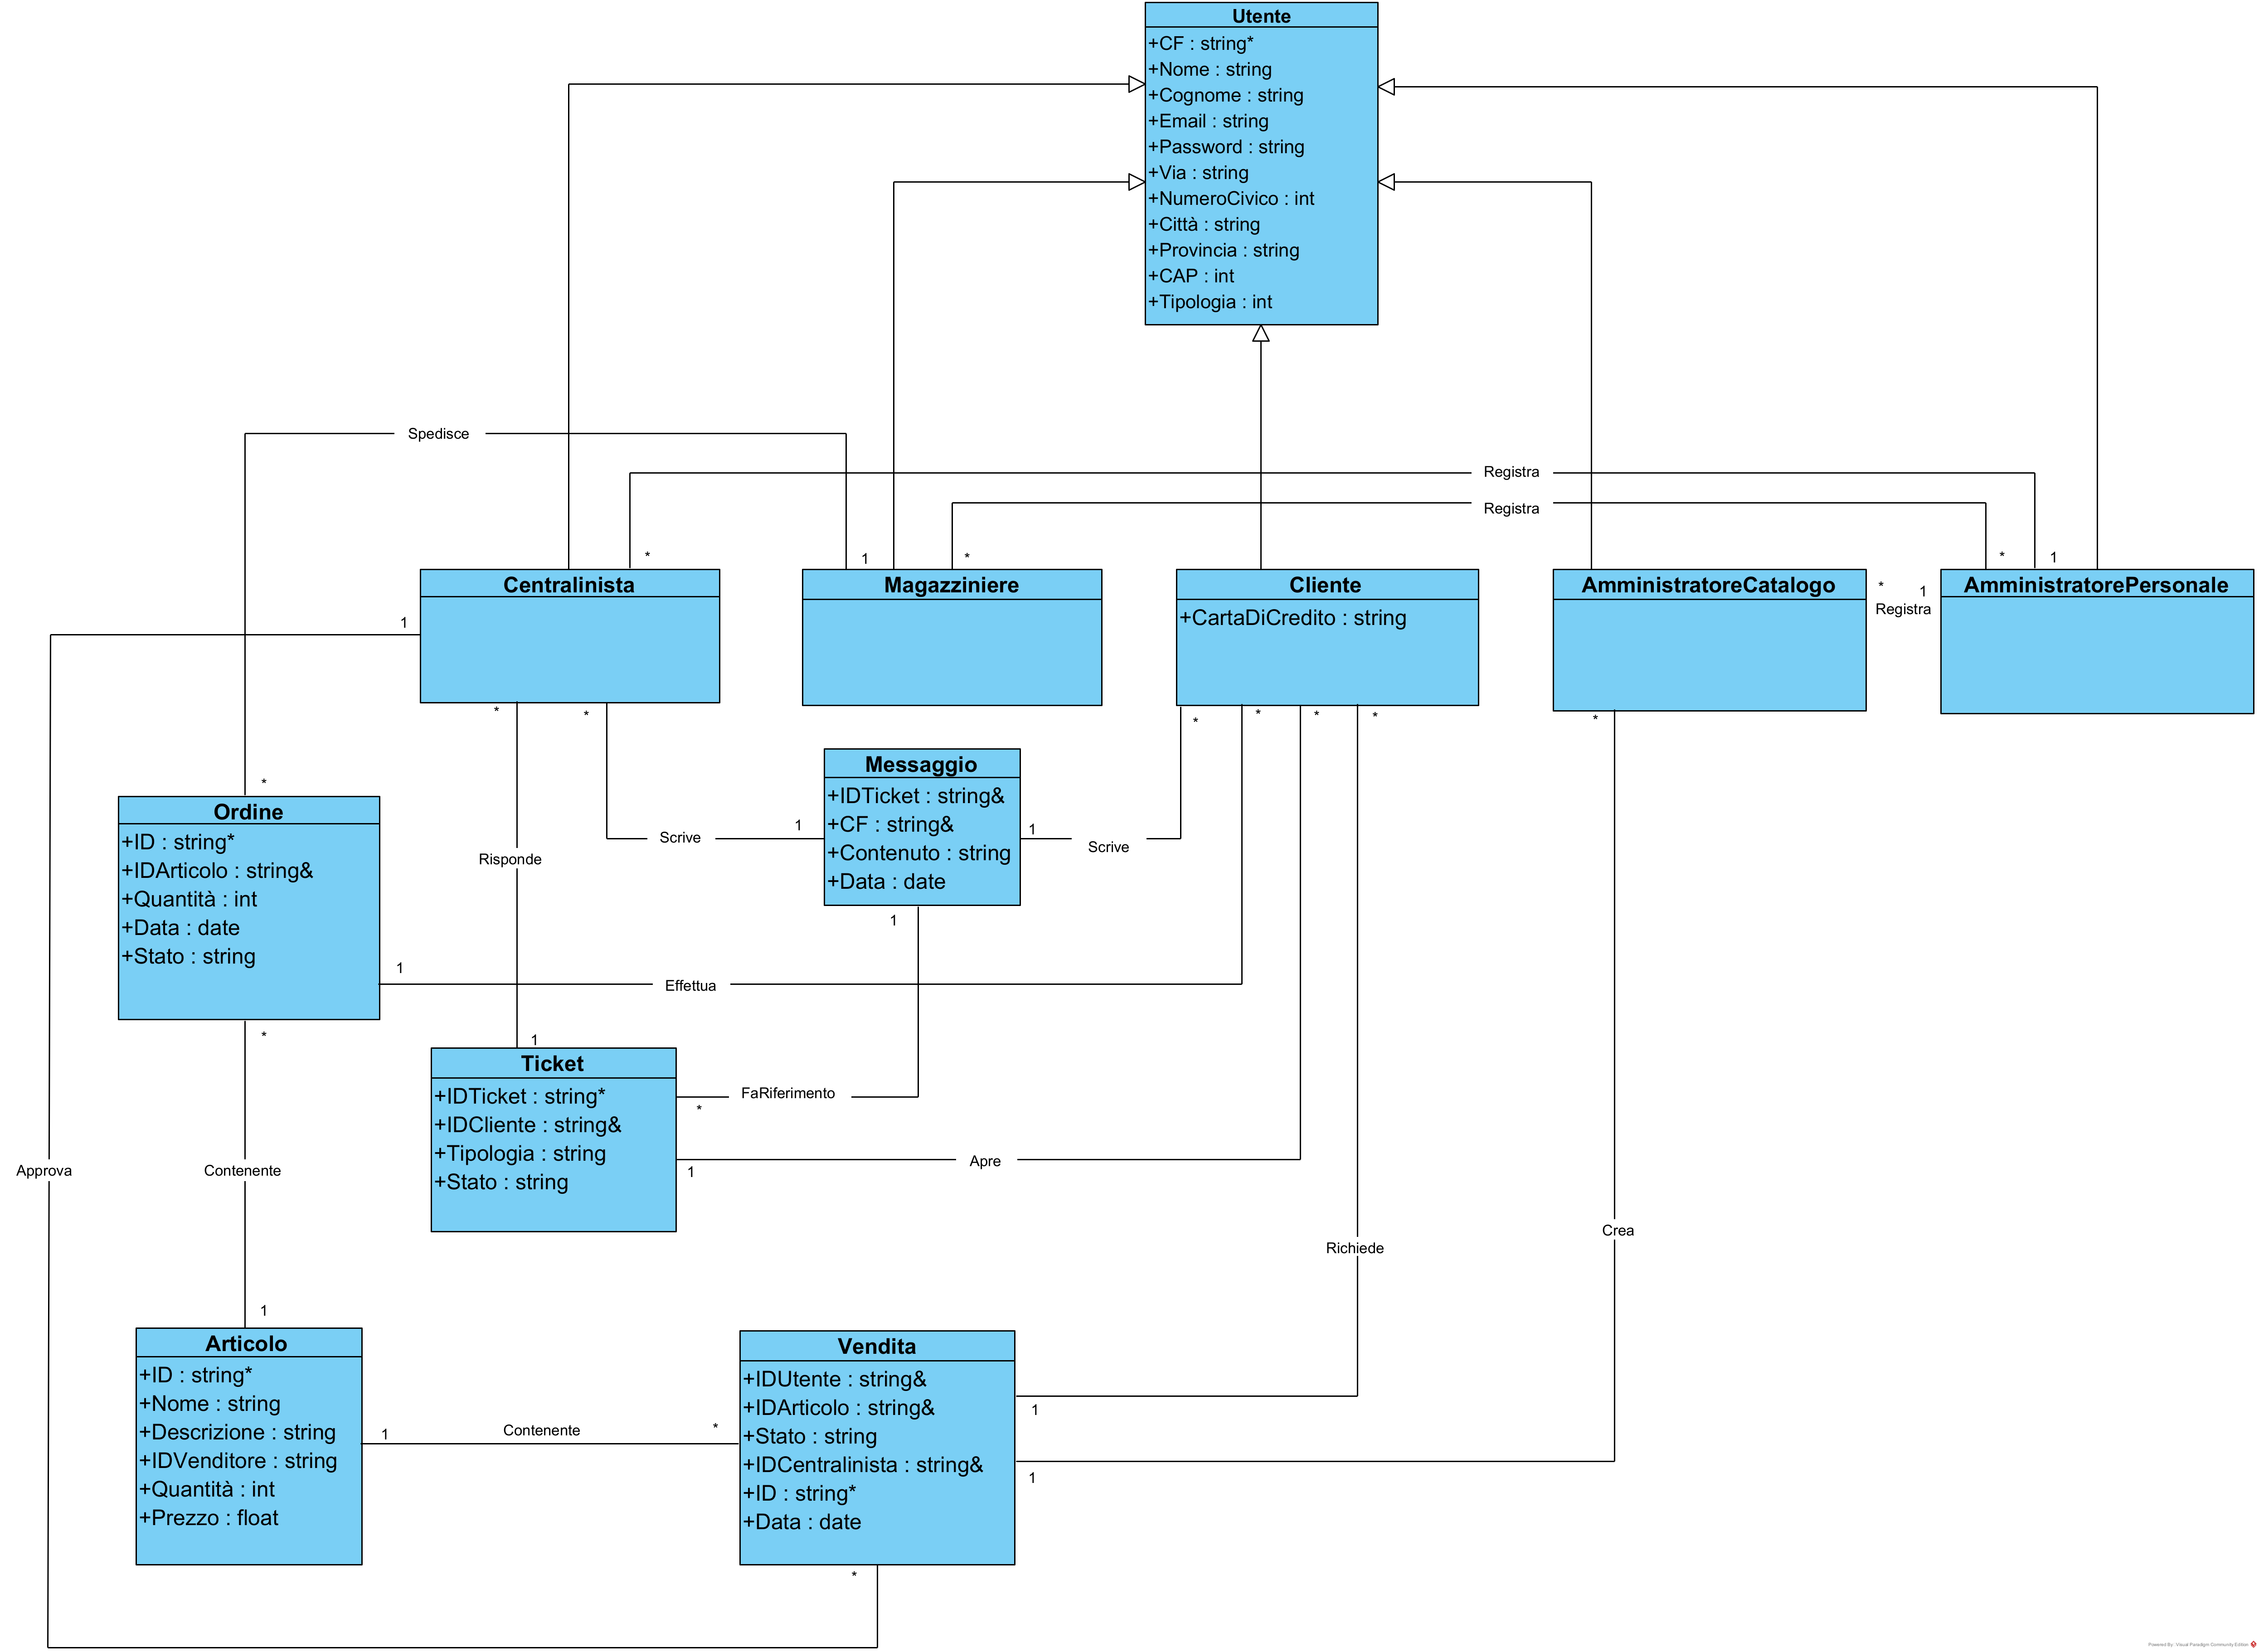 Utente
+CF : string*
+Nome : string
+Cognome : string
+Email : string
+Password : string
+Via : string
+NumeroCivico : int
+Città : string
+Provincia : string
+CAP : int
+Tipologia : int
Spedisce
Registra
Registra
*
1
*
*
1
Centralinista
Magazziniere
Cliente
+CartaDiCredito : string
AmministratoreCatalogo
*
1
Registra
AmministratorePersonale
1
*
*
*
*
*
*
*
Messaggio
+IDTicket : string&
+CF : string&
+Contenuto : string
+Data : date
*
Ordine
+ID : string*
+IDArticolo : string&
+Quantità : int
+Data : date
+Stato : string
Scrive
1
1
Scrive
Risponde
1
1
Effettua
*
1
Ticket
+IDTicket : string*
+IDCliente : string&
+Tipologia : string
+Stato : string
*
FaRiferimento
1
Apre
Approva
Contenente
Crea
Richiede
1
Articolo
+ID : string*
+Nome : string
+Descrizione : string
+IDVenditore : string
+Quantità : int
+Prezzo : float
1
Contenente
*
Vendita
+IDUtente : string&
+IDArticolo : string&
+Stato : string
+IDCentralinista : string&
+ID : string*
+Data : date
1
1
*
Powered By: Visual Paradigm Community Edition